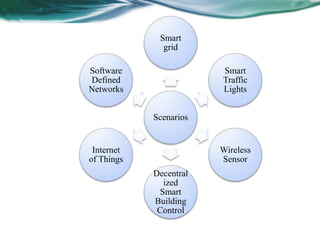 Smart
grid
Software
Defined
Networks
Smart
Traffic
Lights
Scenarios
Internet
of Things
Wireless
Sensor
Decentral
ized
Smart
Building
Control